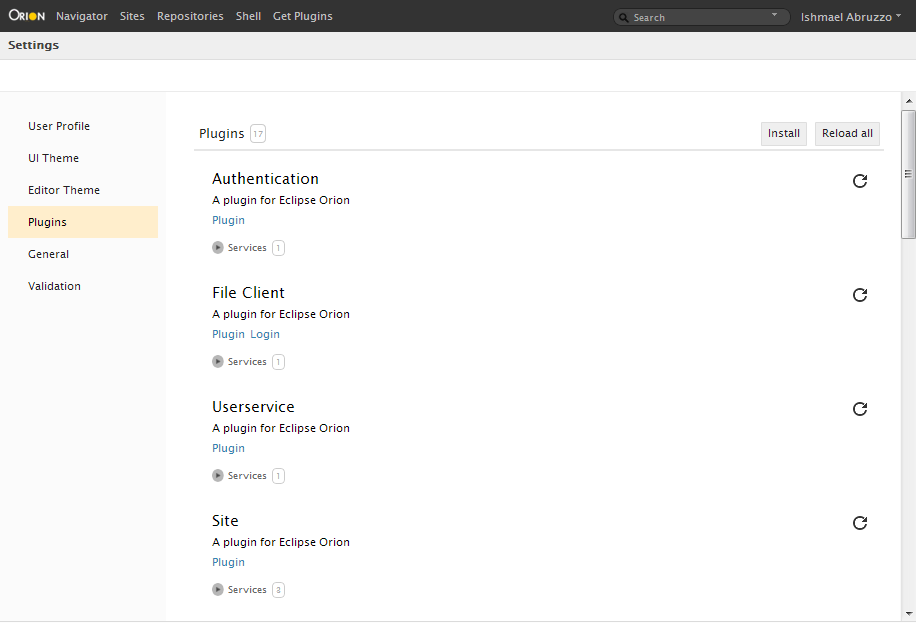 ORION Navigator Sites Repositories Shell Get Plugins Search Ishmael Abruzzo
Settings
User Profile
UI Theme
Editor Theme
Plugins
General
Validation
Plugins 17 Install Reload all
Authentication
A plugin for Eclipse Orion
Plugin
Services 1
File Client
A plugin for Eclipse Orion
Plugin Login
Services 1
Userservice
A plugin for Eclipse Orion
Plugin
Services 1
Site
A plugin for Eclipse Orion
Plugin
Services 3